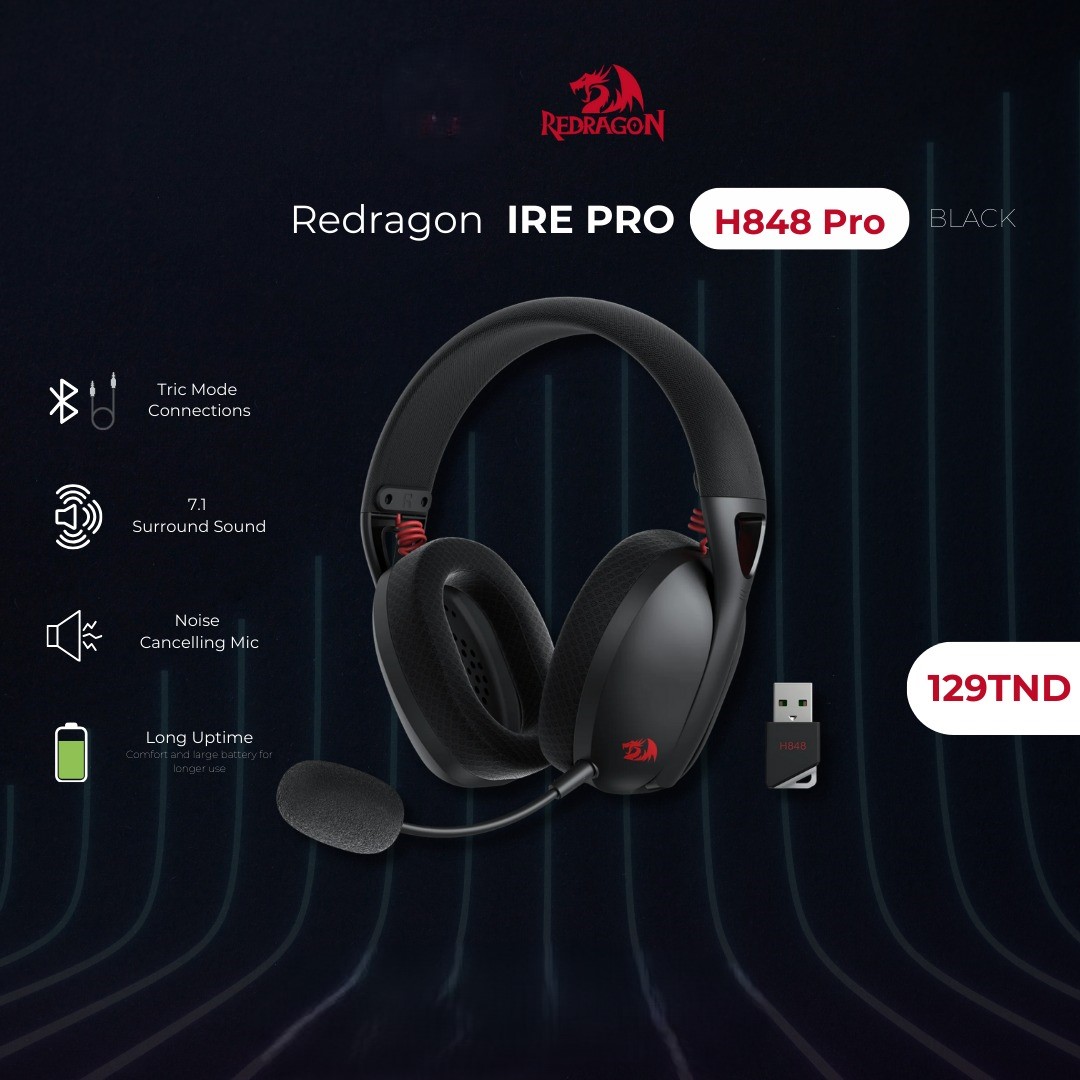 REDRAGON
Redragon IRE PRO H848 Pro BLACK
Tric Mode
Connections
7.1
Surround Sound
Noise
Cancelling Mic
Long Uptime
Comfort and large battery for
longer use
H848
129TND